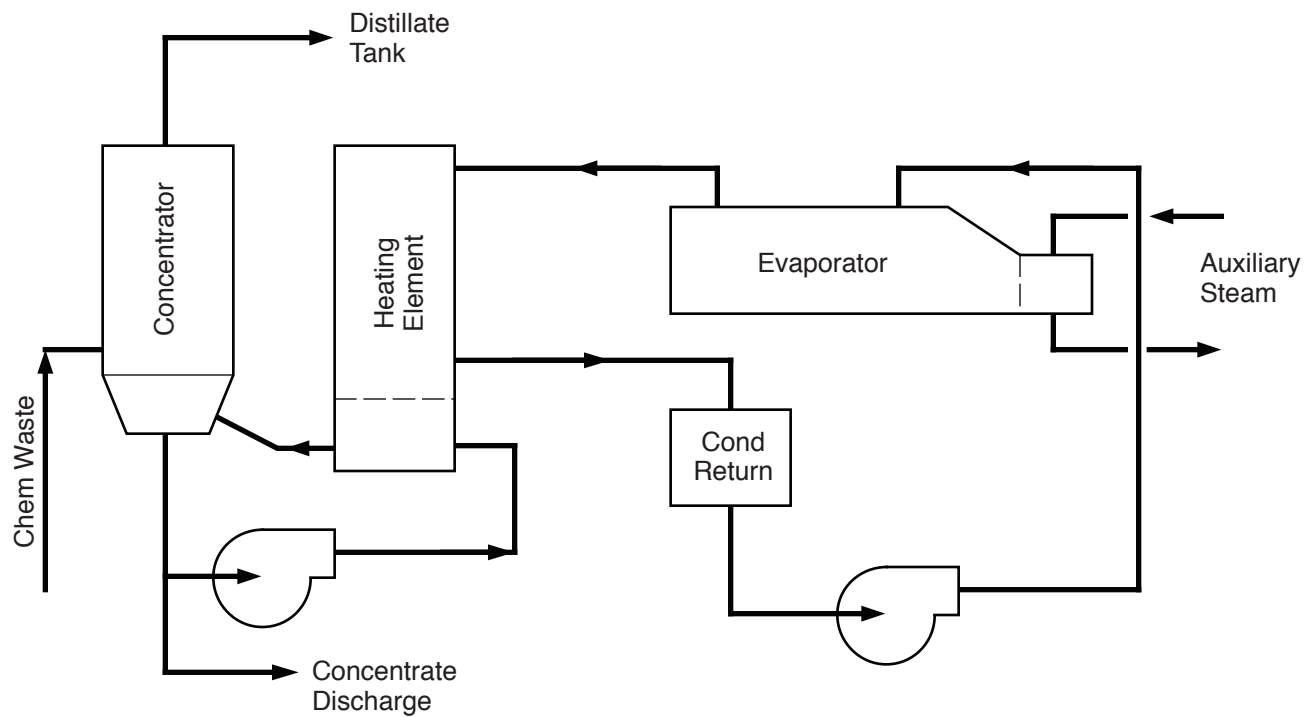 Distillate
Tank
Concentrator
Heating
Element
Evaporator
Auxiliary
Steam
Chem Waste
Cond
Return
Concentrate
Discharge